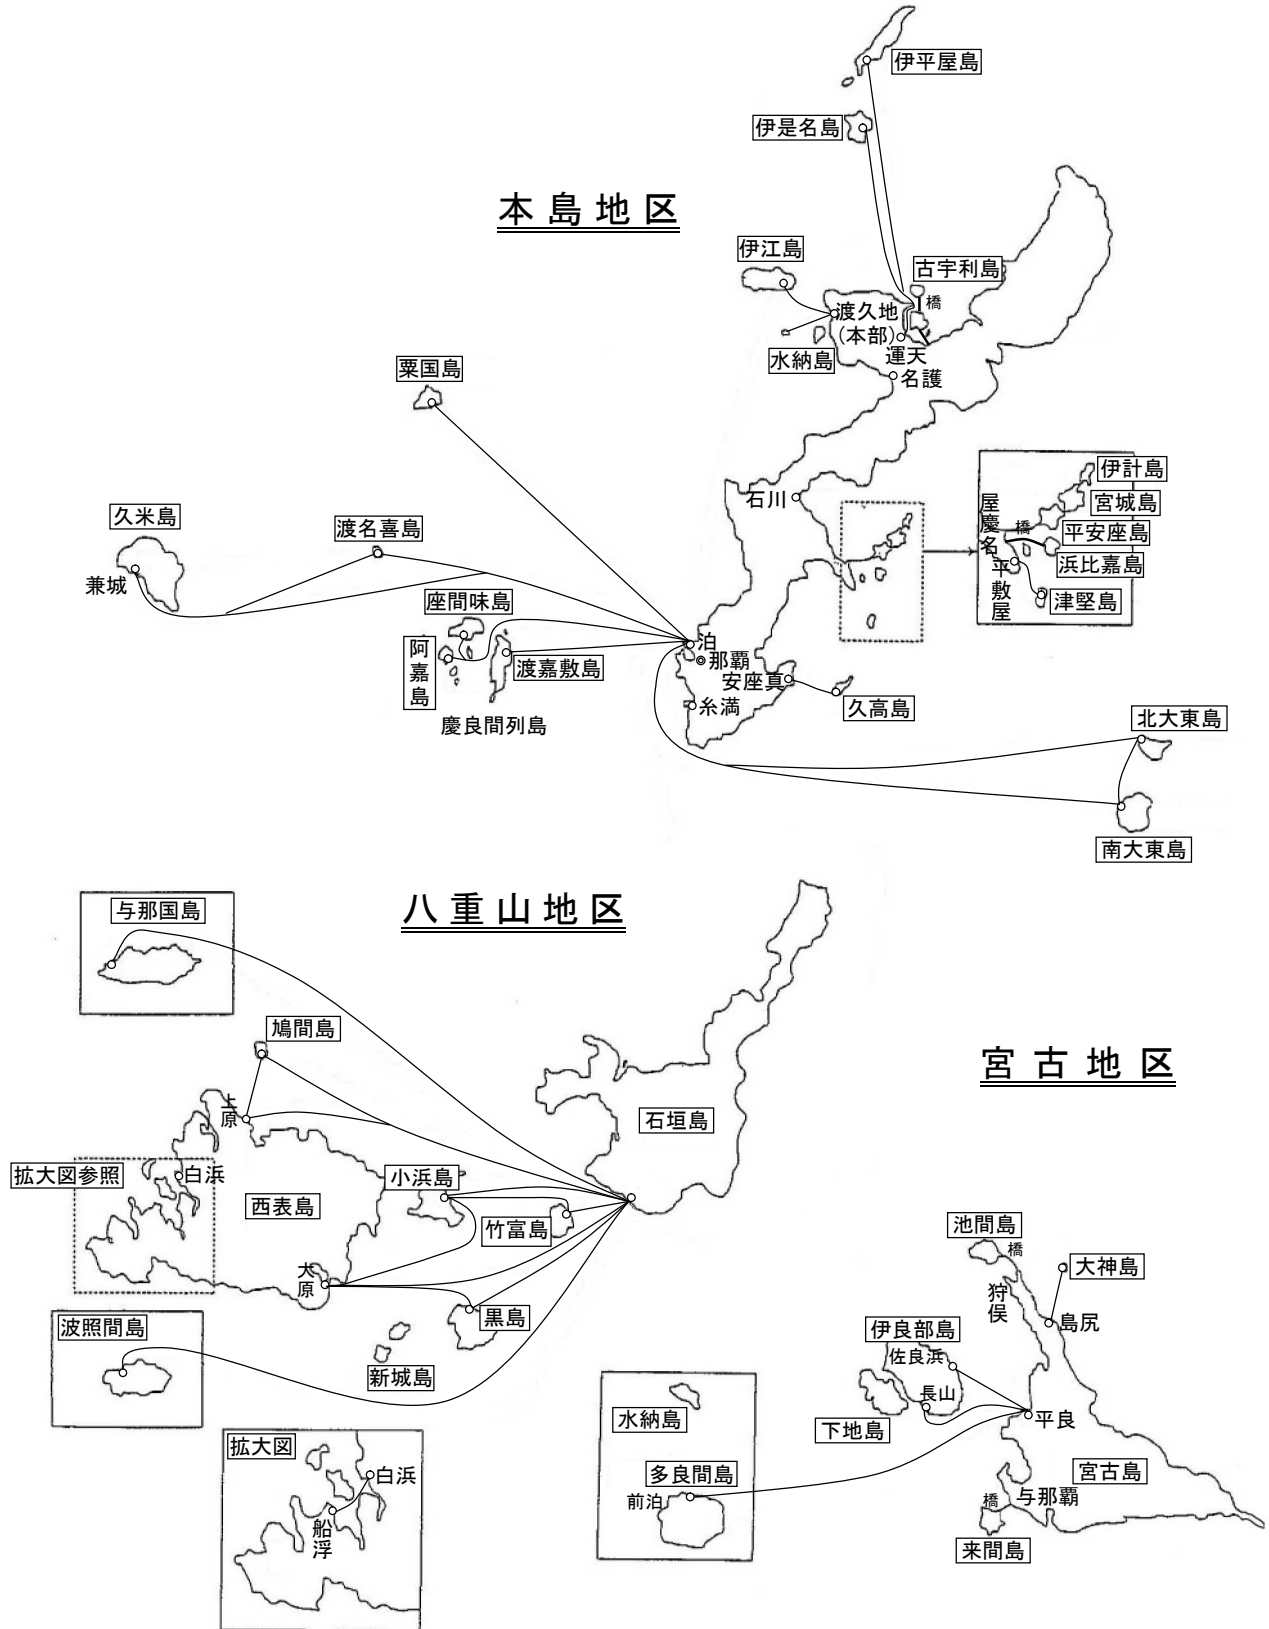 伊平屋島
伊是名島
本島地区
伊江島
古宇利島
橋
渡久地
(本部)
運天
水納島
名護
粟国島
石川
伊計島
宮城島
屋慶名
橋
平安座島
浜比嘉島
平敷屋
津堅島
久米島
兼城
渡名喜島
座間味島
阿嘉島
渡嘉敷島
慶良間列島
泊
那覇
安座真
糸満
久高島
北大東島
南大東島
八重山地区
与那国島
鳩間島
上原
石垣島
拡大図参照
白浜
西表島
小浜島
竹富島
大原
黒島
新城島
波照間島
拡大図
白浜
船浮
宮古地区
池間島
橋
大神島
狩俣
島尻
伊良部島
佐良浜
長山
下地島
平良
水納島
多良間島
前泊
宮古島
与那覇
橋
来間島